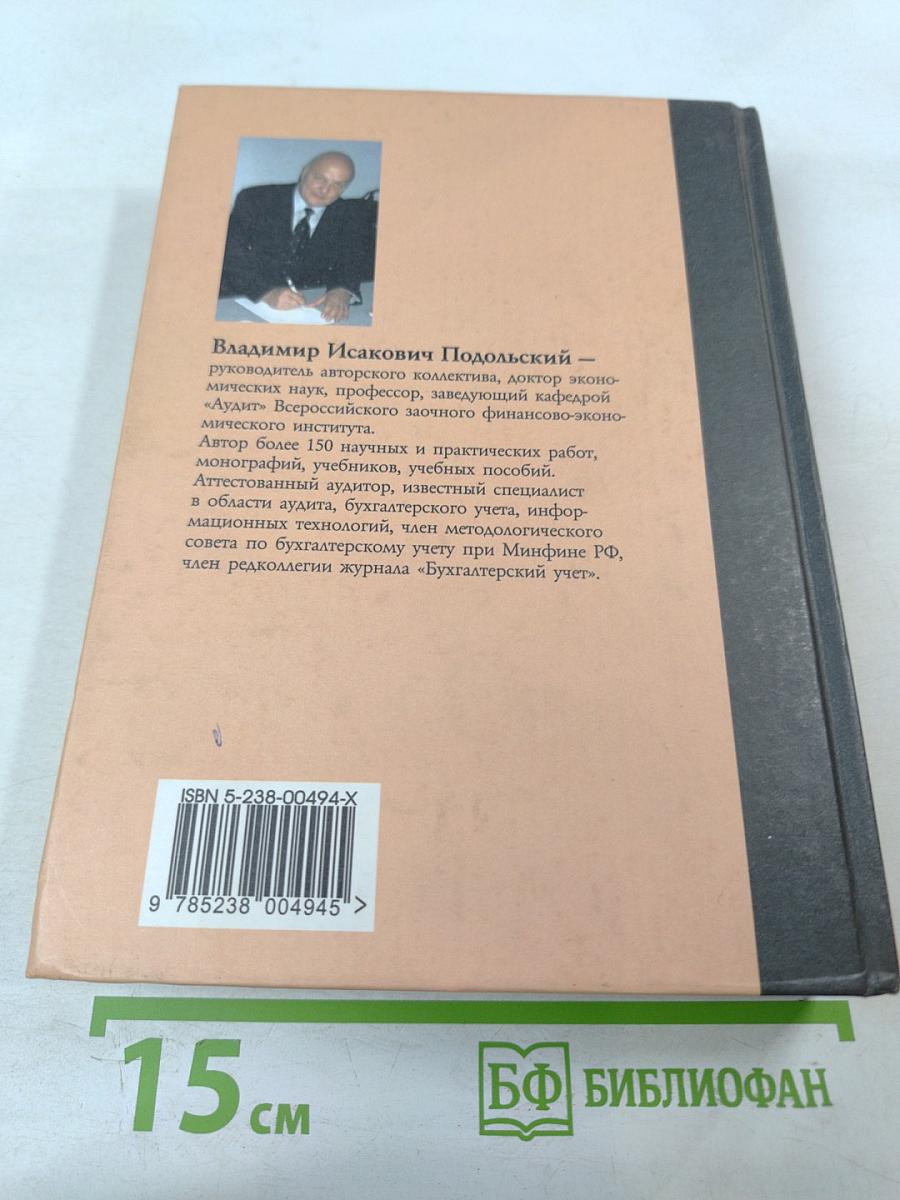 Владимир Исакович Подольский —
руководитель авторского коллектива, доктор эконо-
мических наук, профессор, заведующий кафедрой
«Аудит» Всероссийского заочного финансово-эконо-
мического института.
Автор более 150 научных и практических работ,
монографий, учебников, учебных пособий.
Аттестованный аудитор, известный специалист
в области аудита, бухгалтерского учета, инфор-
мационных технологий, член методологического
совета по бухгалтерскому учету при Минфине РФ,
член редколлегии журнала «Бухгалтерский учет».
ISBN 5-238-00494-X
9 785238 004945 >
15 см
БФ БИБЛИОФАН